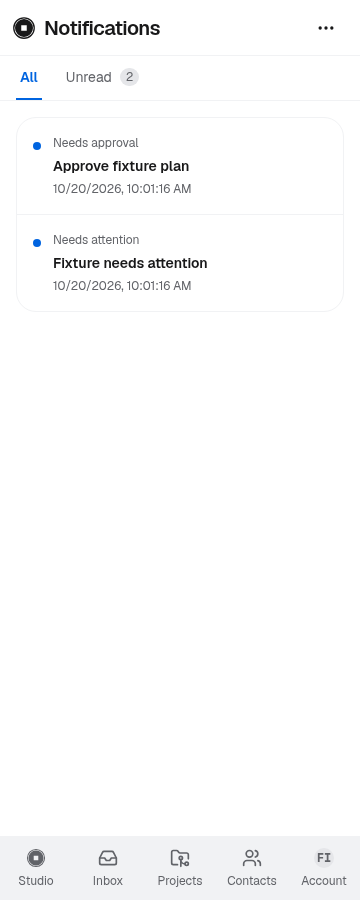 Notifications
All
Unread 2
Needs approval
Approve fixture plan
10/20/2026, 10:01:16 AM
Needs attention
Fixture needs attention
10/20/2026, 10:01:16 AM
Studio
Inbox
Projects
Contacts
FI
Account